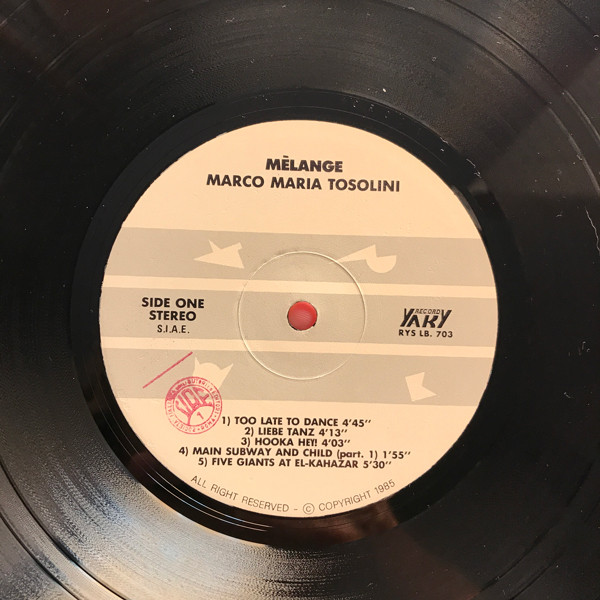 MÈLANGE
MARCO MARIA TOSOLINI
SIDE ONE
STEREO
S.I.A.E.
YARY
RECORD
RYS LB. 703
1) TOO LATE TO DANCE 4'45''
2) LIEBE TANZ 4'13''
3) HOOKA HEY! 4'03''
4) MAIN SUBWAY AND CHILD (part. 1) 1'55''
5) FIVE GIANTS AT EL-KAHAZAR 5'30''
ALL RIGHT RESERVED - © COPYRIGHT 1985